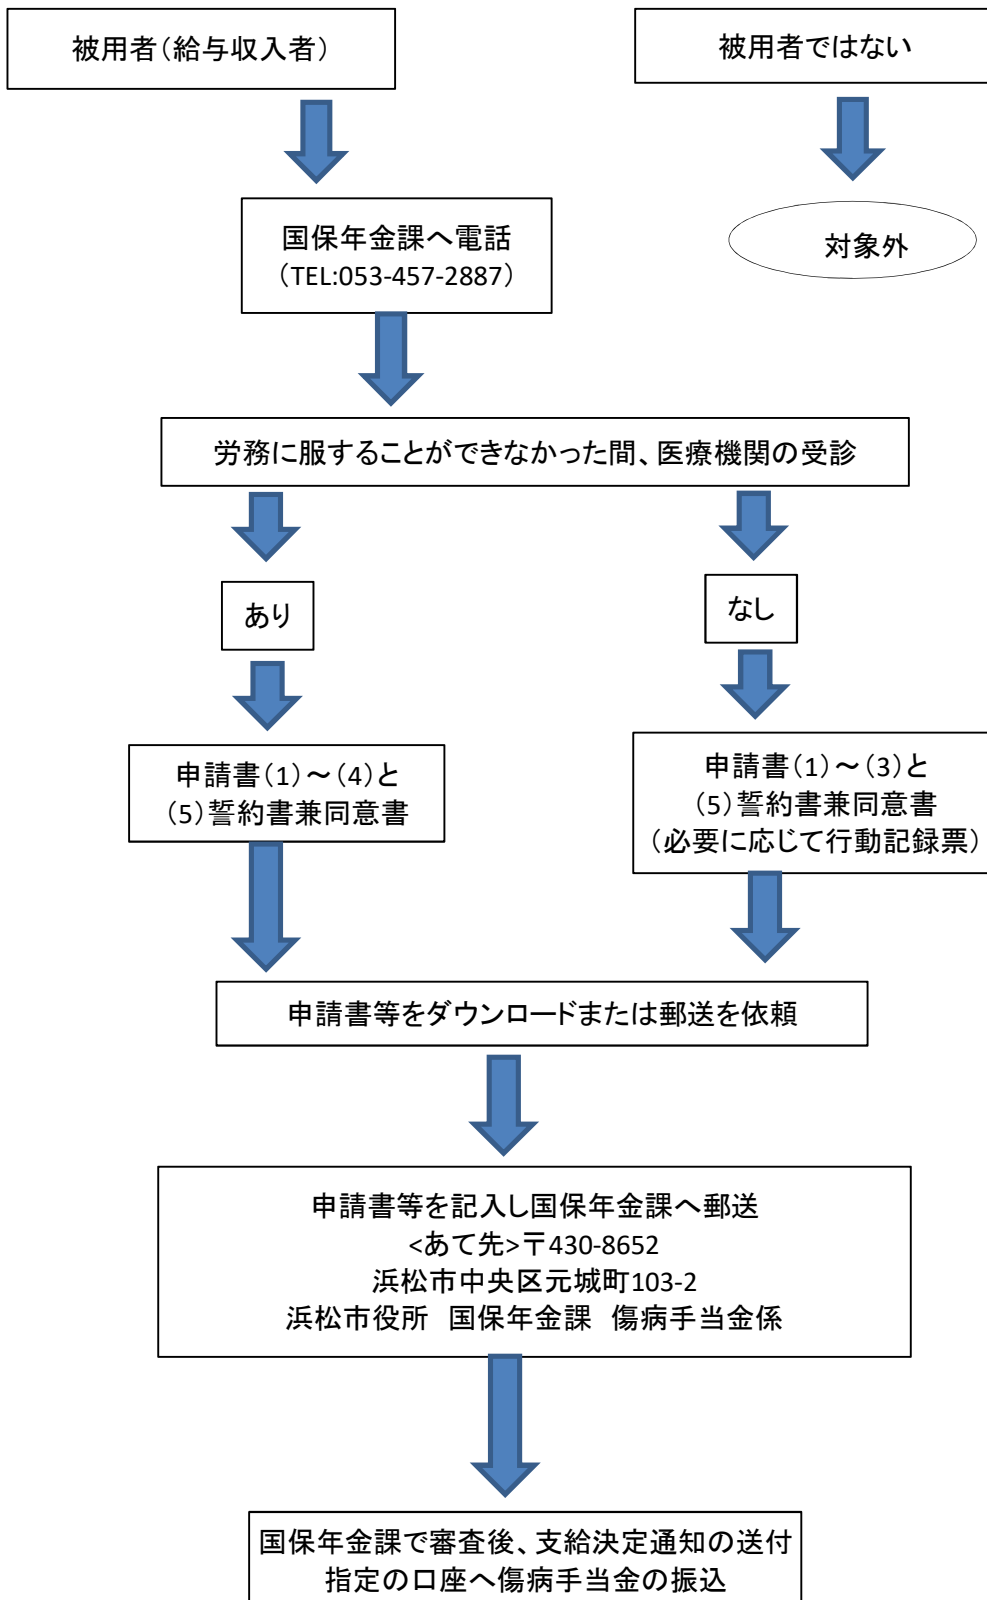 被用者（給与収入者）
被用者ではない
国保年金課へ電話
（TEL:053-457-2887）
対象外
労務に服することができなかった間、医療機関の受診
あり
なし
申請書（1）～（4）と
（5）誓約書兼同意書
申請書（1）～（3）と
（5）誓約書兼同意書
（必要に応じて行動記録票）
申請書等をダウンロードまたは郵送を依頼
申請書等を記入し国保年金課へ郵送
<あて先>〒430-8652
浜松市中央区元城町103-2
浜松市役所　国保年金課　傷病手当金係
国保年金課で審査後、支給決定通知の送付
指定の口座へ傷病手当金の振込